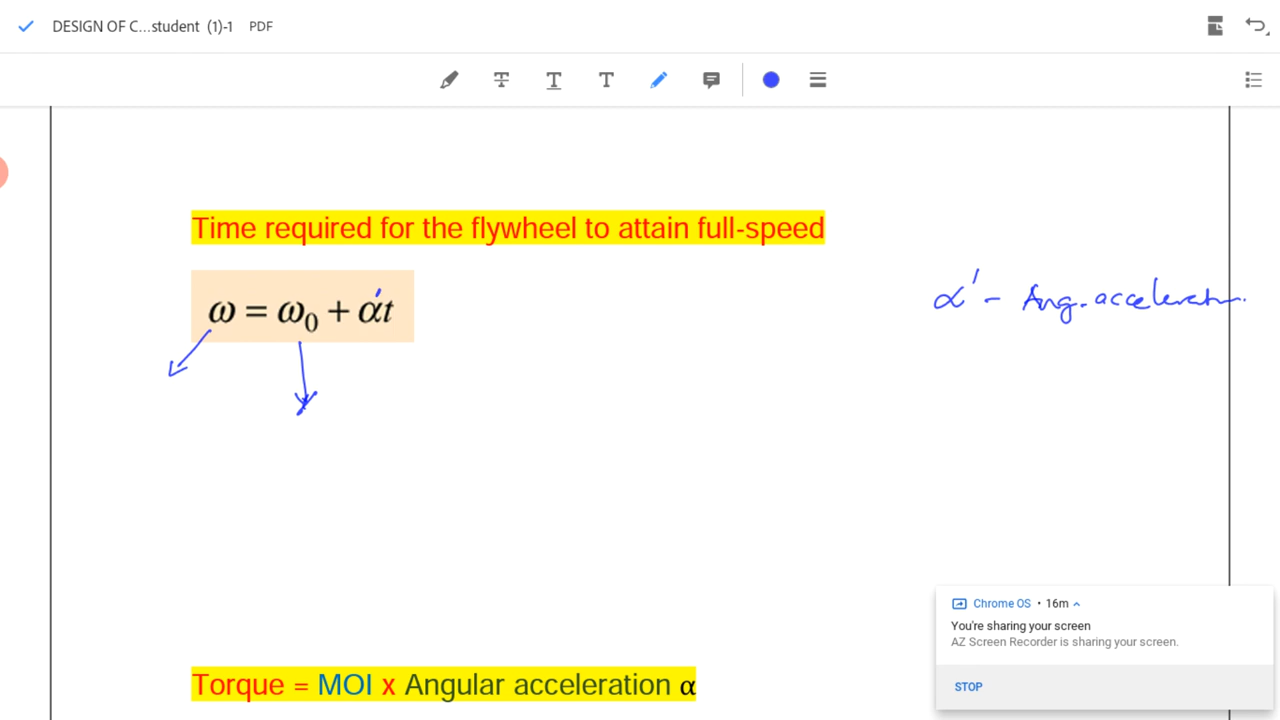 DESIGN OF C...student (1)-1 PDF
Time required for the flywheel to attain full-speed
ω = ω₀ + α't
α' - Ang. acceleration.
Chrome OS • 16m
You're sharing your screen
AZ Screen Recorder is sharing your screen.
STOP
Torque = MOI x Angular acceleration α